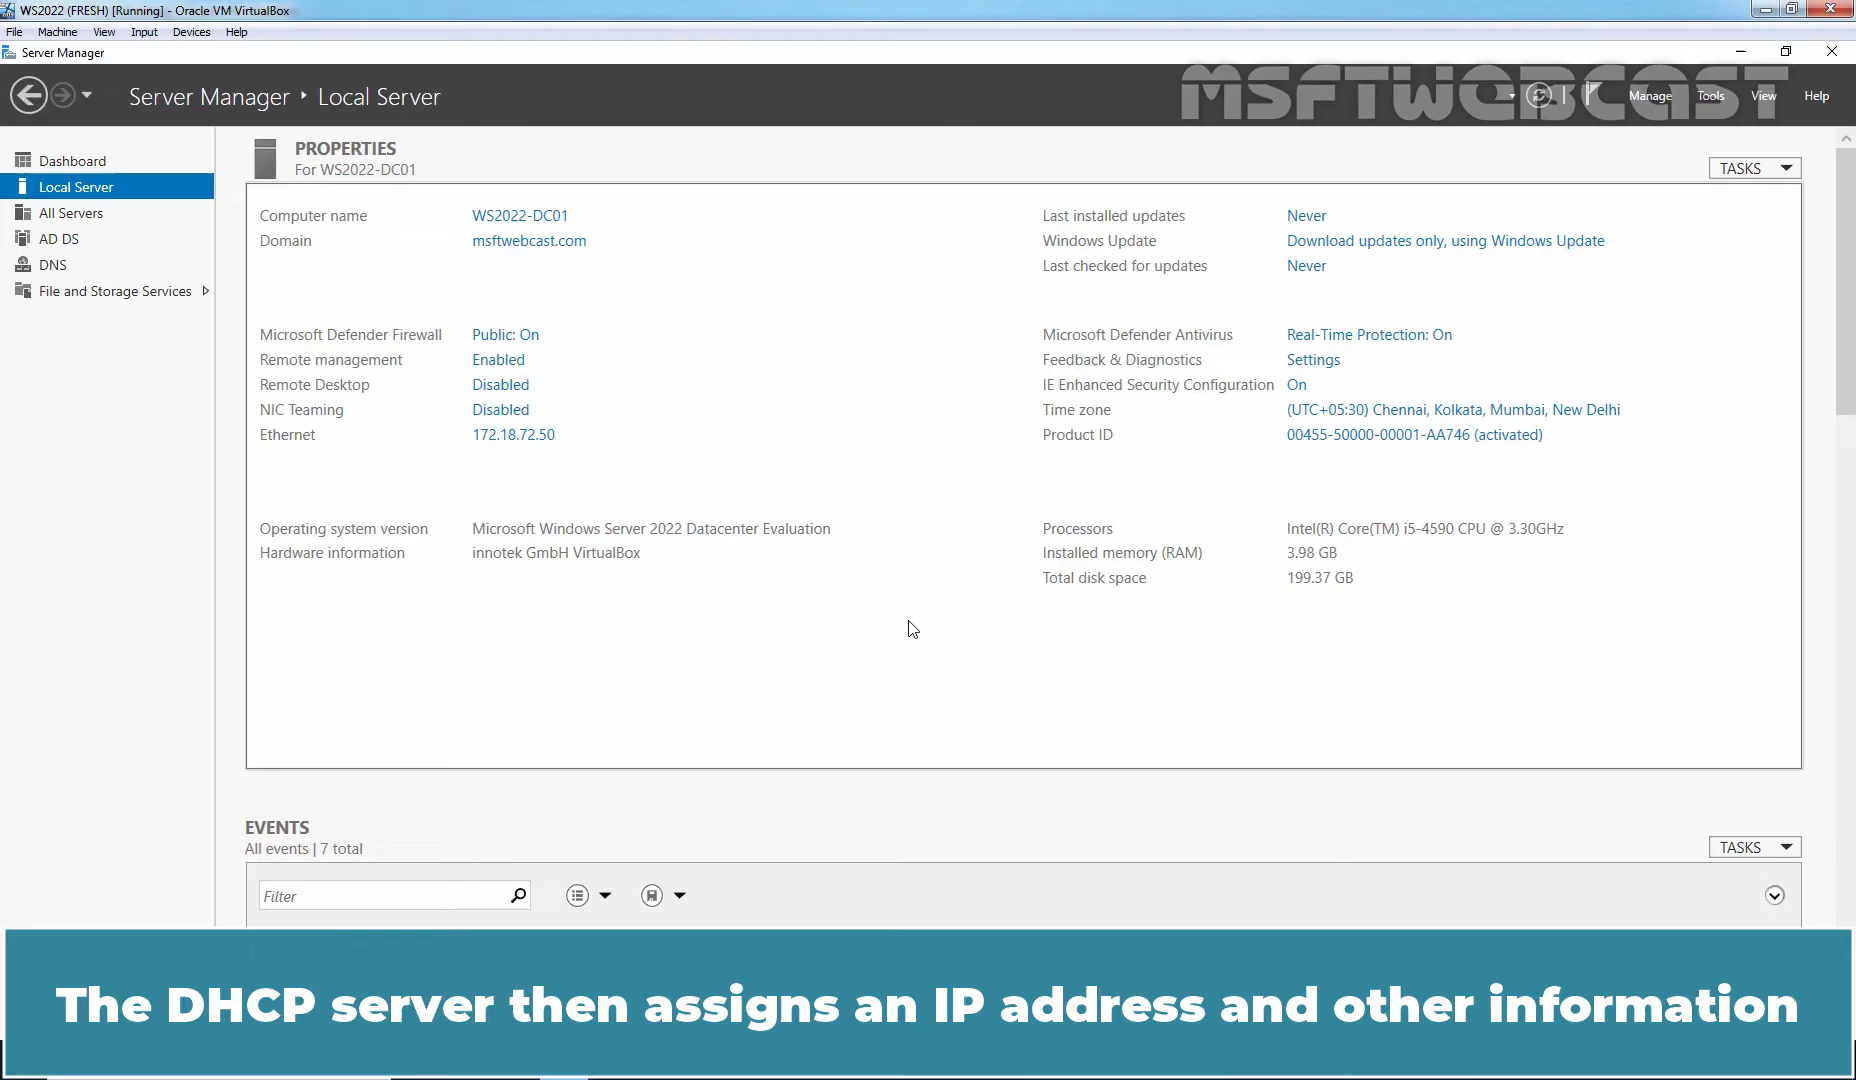 WS2022 (FRESH) [Running] - Oracle VM VirtualBox
File Machine View Input Devices Help
Server Manager
Server Manager Local Server
MSFTWEBCAST
Manage Tools View Help
Dashboard
Local Server
All Servers
AD DS
DNS
File and Storage Services
PROPERTIES
For WS2022-DC01
TASKS
Computer name WS2022-DC01 Last installed updates Never
Domain msftwebcast.com Windows Update Download updates only, using Windows Update
Last checked for updates Never
Microsoft Defender Firewall Public: On Microsoft Defender Antivirus Real-Time Protection: On
Remote management Enabled Feedback & Diagnostics Settings
Remote Desktop Disabled IE Enhanced Security Configuration On
NIC Teaming Disabled Time zone (UTC+05:30) Chennai, Kolkata, Mumbai, New Delhi
Ethernet 172.18.72.50 Product ID 00455-50000-00001-AA746 (activated)
Operating system version Microsoft Windows Server 2022 Datacenter Evaluation Processors Intel(R) Core(TM) i5-4590 CPU @ 3.30GHz
Hardware information innotek GmbH VirtualBox Installed memory (RAM) 3.98 GB
Total disk space 199.37 GB
EVENTS
All events | 7 total
TASKS
Filter
The DHCP server then assigns an IP address and other information